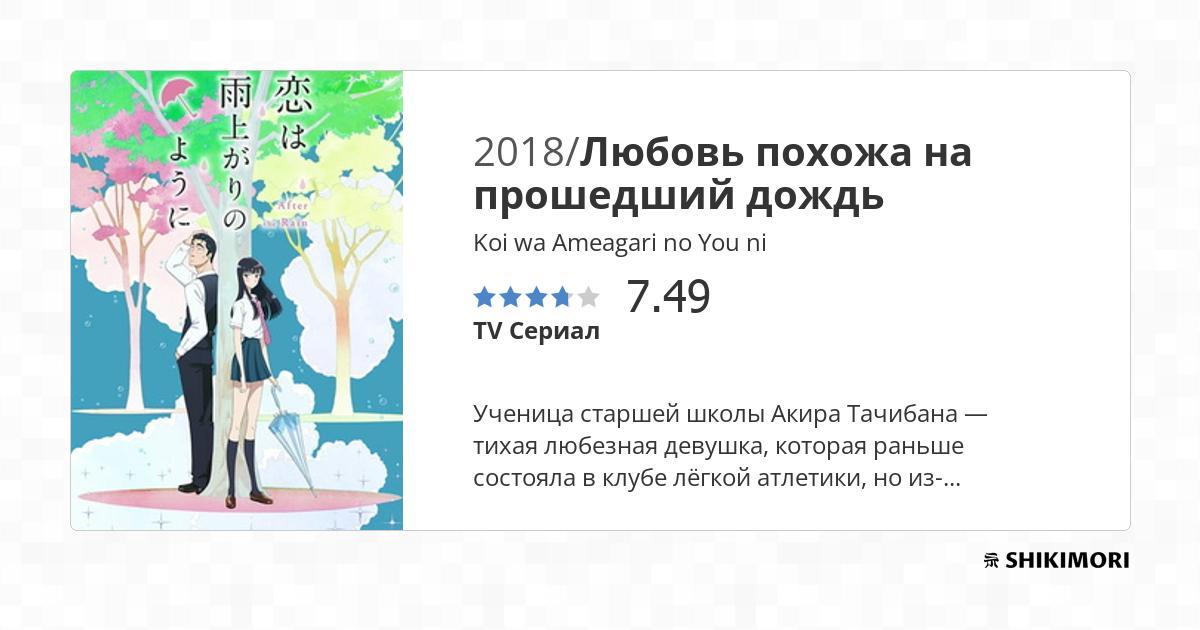 恋は
雨上がりの
ように
After
Rain
2018/Любовь похожа на
прошедший дождь
Koi wa Ameagari no You ni
7.49
TV Сериал
Ученица старшей школы Акира Тачибана —
тихая любезная девушка, которая раньше
состояла в клубе лёгкой атлетики, но из-...
SHIKIMORI